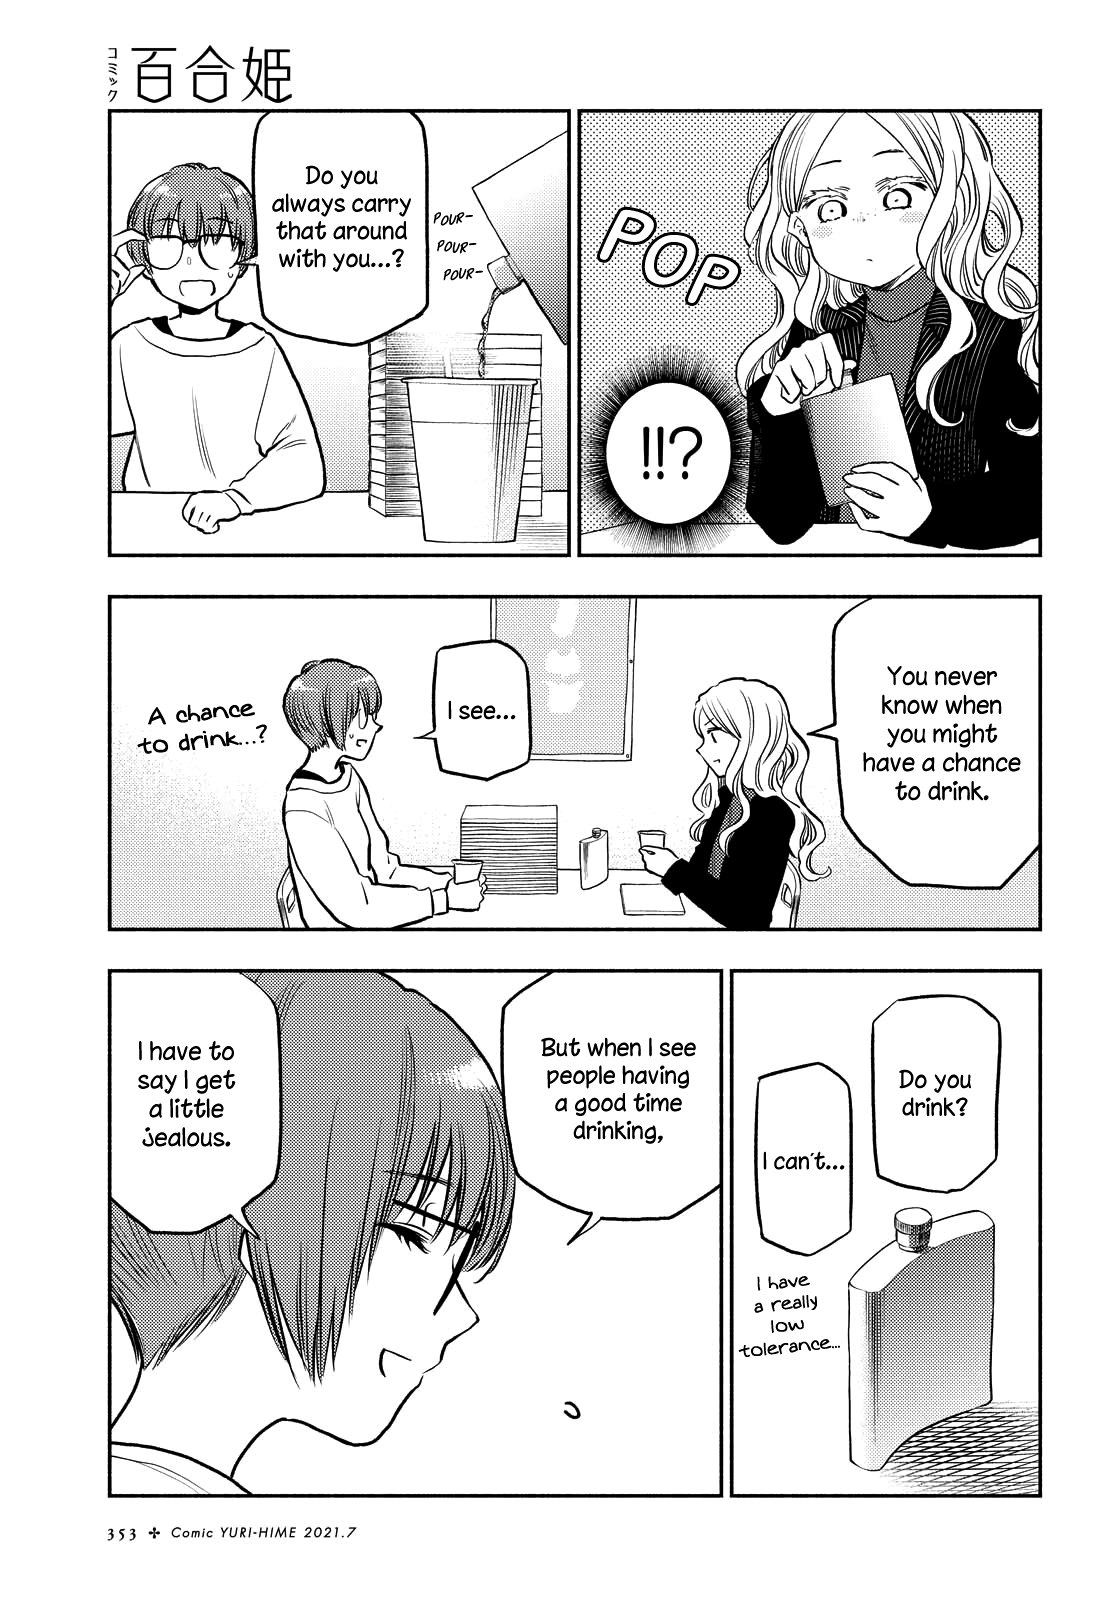 コミック
百合姫
POP
!!?
Do you
always carry
that around
with you...?
POUR-
POUR-
POUR-
You never
know when
you might
have a chance
to drink.
I see...
A chance
to drink...?
Do you
drink?
I can't...
I have
a really
low
tolerance...
But when I see
people having
a good time
drinking,
I have to
say I get
a little
jealous.
353 ✢ Comic YURI-HIME 2021.7